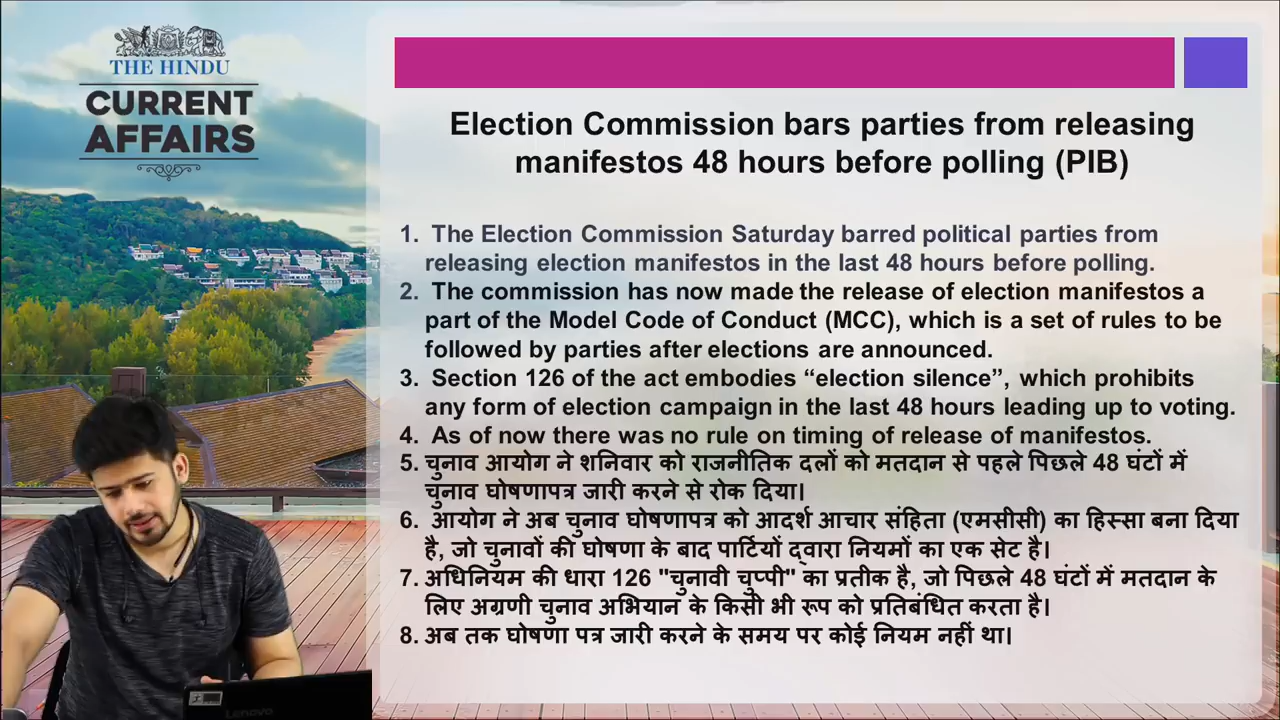 THE HINDU
CURRENT
AFFAIRS
Election Commission bars parties from releasing
manifestos 48 hours before polling (PIB)
1. The Election Commission Saturday barred political parties from
releasing election manifestos in the last 48 hours before polling.
2. The commission has now made the release of election manifestos a
part of the Model Code of Conduct (MCC), which is a set of rules to be
followed by parties after elections are announced.
3. Section 126 of the act embodies “election silence”, which prohibits
any form of election campaign in the last 48 hours leading up to voting.
4. As of now there was no rule on timing of release of manifestos.
5. चुनाव आयोग ने शनिवार को राजनीतिक दलों को मतदान से पहले पिछले 48 घंटों में
चुनाव घोषणापत्र जारी करने से रोक दिया।
6. आयोग ने अब चुनाव घोषणापत्र को आदर्श आचार संहिता (एमसीसी) का हिस्सा बना दिया
है, जो चुनावों की घोषणा के बाद पार्टियों द्वारा नियमों का एक सेट है।
7. अधिनियम की धारा 126 "चुनावी चुप्पी" का प्रतीक है, जो पिछले 48 घंटों में मतदान के
लिए अग्रणी चुनाव अभियान के किसी भी रूप को प्रतिबंधित करता है।
8. अब तक घोषणा पत्र जारी करने के समय पर कोई नियम नहीं था।
Lenovo